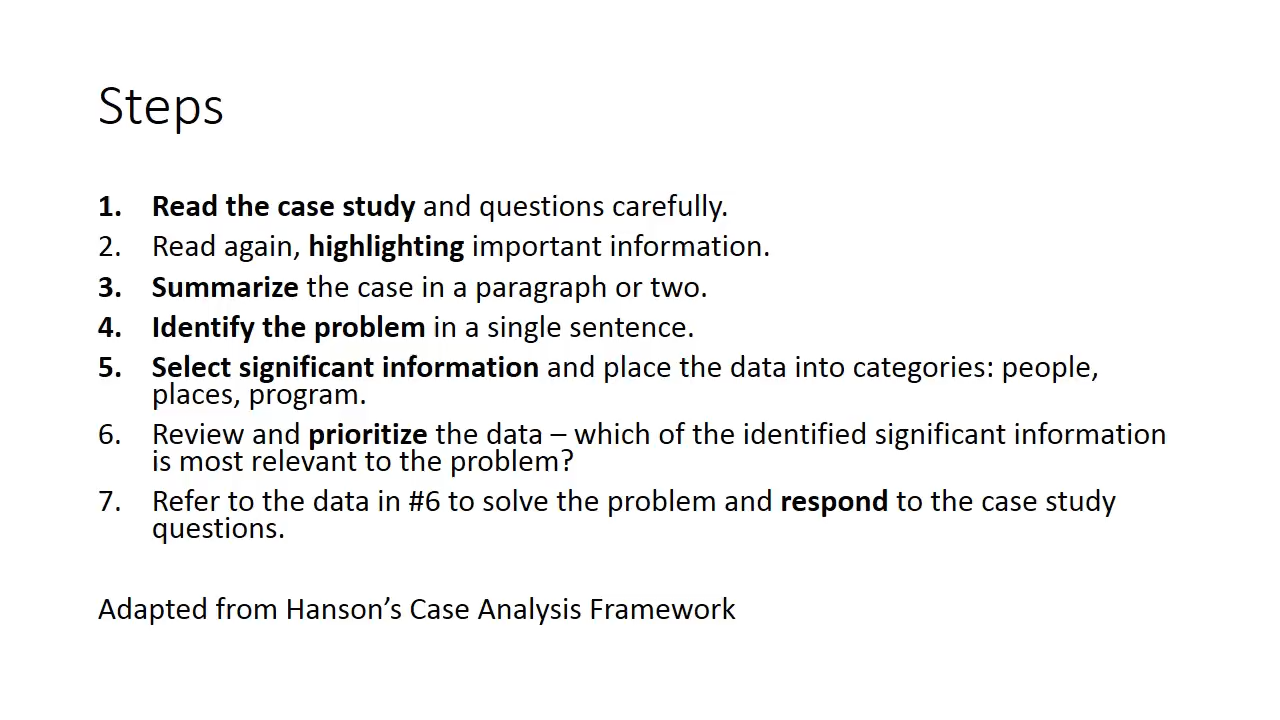 Steps
1. Read the case study and questions carefully.
2. Read again, highlighting important information.
3. Summarize the case in a paragraph or two.
4. Identify the problem in a single sentence.
5. Select significant information and place the data into categories: people,
places, program.
6. Review and prioritize the data – which of the identified significant information
is most relevant to the problem?
7. Refer to the data in #6 to solve the problem and respond to the case study
questions.
Adapted from Hanson’s Case Analysis Framework